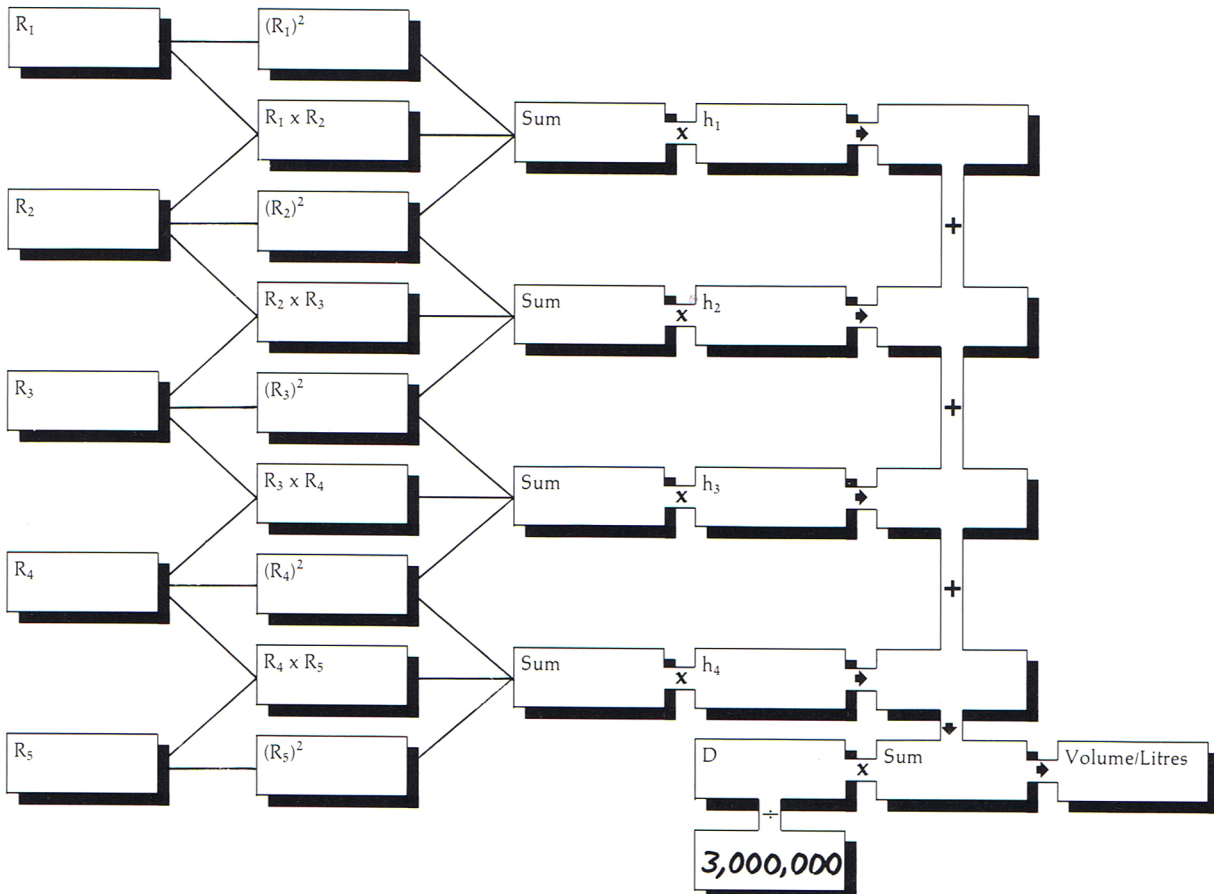 R₁
(R₁)²
R₁ x R₂
Sum
x
h₁
R₂
(R₂)²
+
R₂ x R₃
Sum
x
h₂
R₃
(R₃)²
+
R₃ x R₄
Sum
x
h₃
R₄
(R₄)²
+
R₄ x R₅
Sum
x
h₄
R₅
(R₅)²
D
x
Sum
Volume/Litres
÷
3,000,000